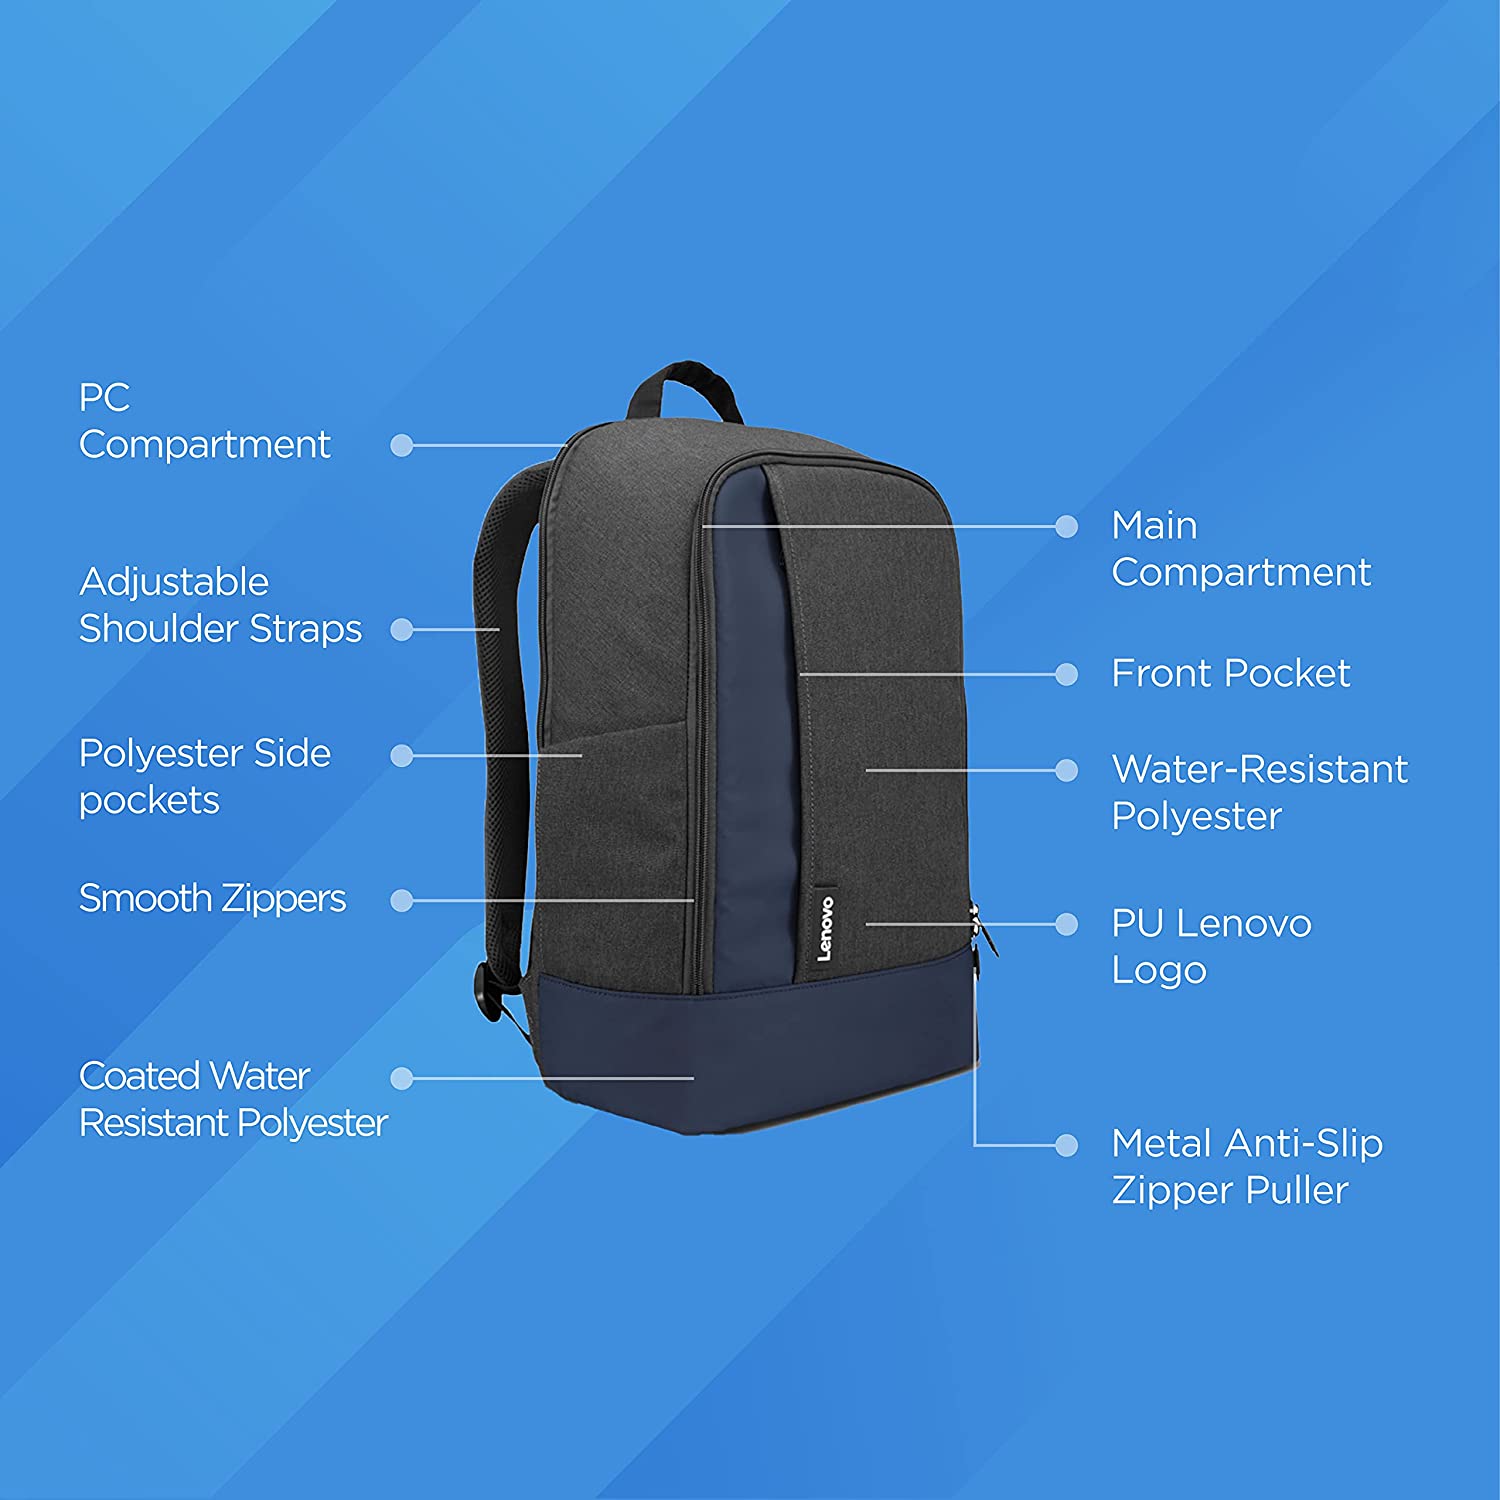 PC
Compartment
Adjustable
Shoulder Straps
Polyester Side
pockets
Smooth Zippers
Coated Water
Resistant Polyester
Lenovo
Main
Compartment
Front Pocket
Water-Resistant
Polyester
PU Lenovo
Logo
Metal Anti-Slip
Zipper Puller